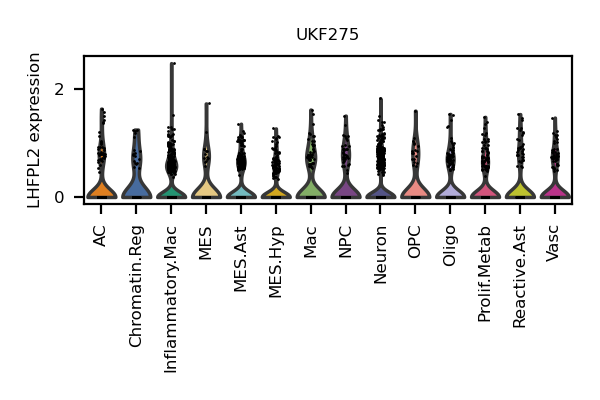 UKF275
LHFPL2 expression
2
0
AC
Chromatin.Reg
Inflammatory.Mac
MES
MES.Ast
MES.Hyp
Mac
NPC
Neuron
OPC
Oligo
Prolif.Metab
Reactive.Ast
Vasc